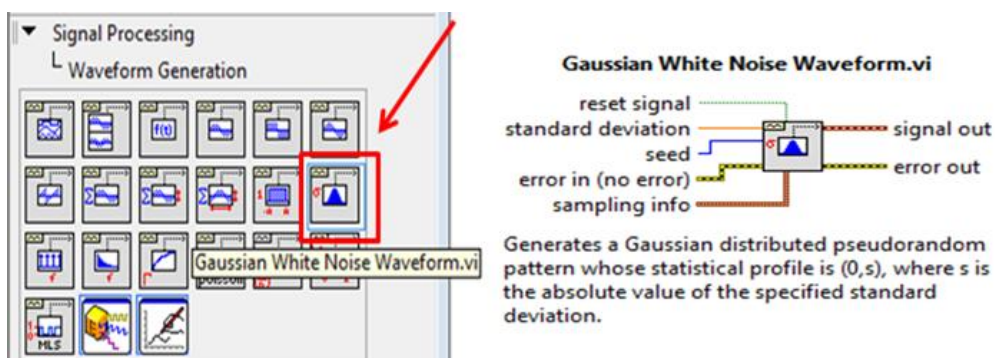 Signal Processing
Waveform Generation
f(t)
Σ
Σ
Σ
σ
Gaussian White Noise Waveform.vi
MLS
Gaussian White Noise Waveform.vi
reset signal
standard deviation
seed
error in (no error)
sampling info
σ
signal out
error out
Generates a Gaussian distributed pseudorandom
pattern whose statistical profile is (0,s), where s is
the absolute value of the specified standard
deviation.